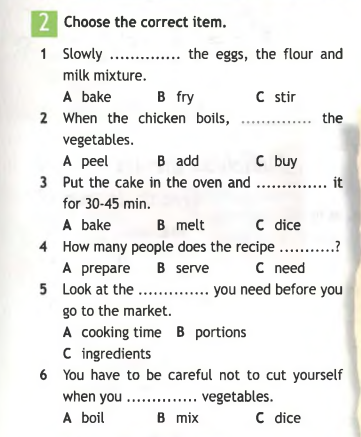 2 Choose the correct item.
1 Slowly .............. the eggs, the flour and
milk mixture.
A bake B fry C stir
2 When the chicken boils, .............. the
vegetables.
A peel B add C buy
3 Put the cake in the oven and .............. it
for 30-45 min.
A bake B melt C dice
4 How many people does the recipe ...........?
A prepare B serve C need
5 Look at the .............. you need before you
go to the market.
A cooking time B portions
C ingredients
6 You have to be careful not to cut yourself
when you .............. vegetables.
A boil B mix C dice